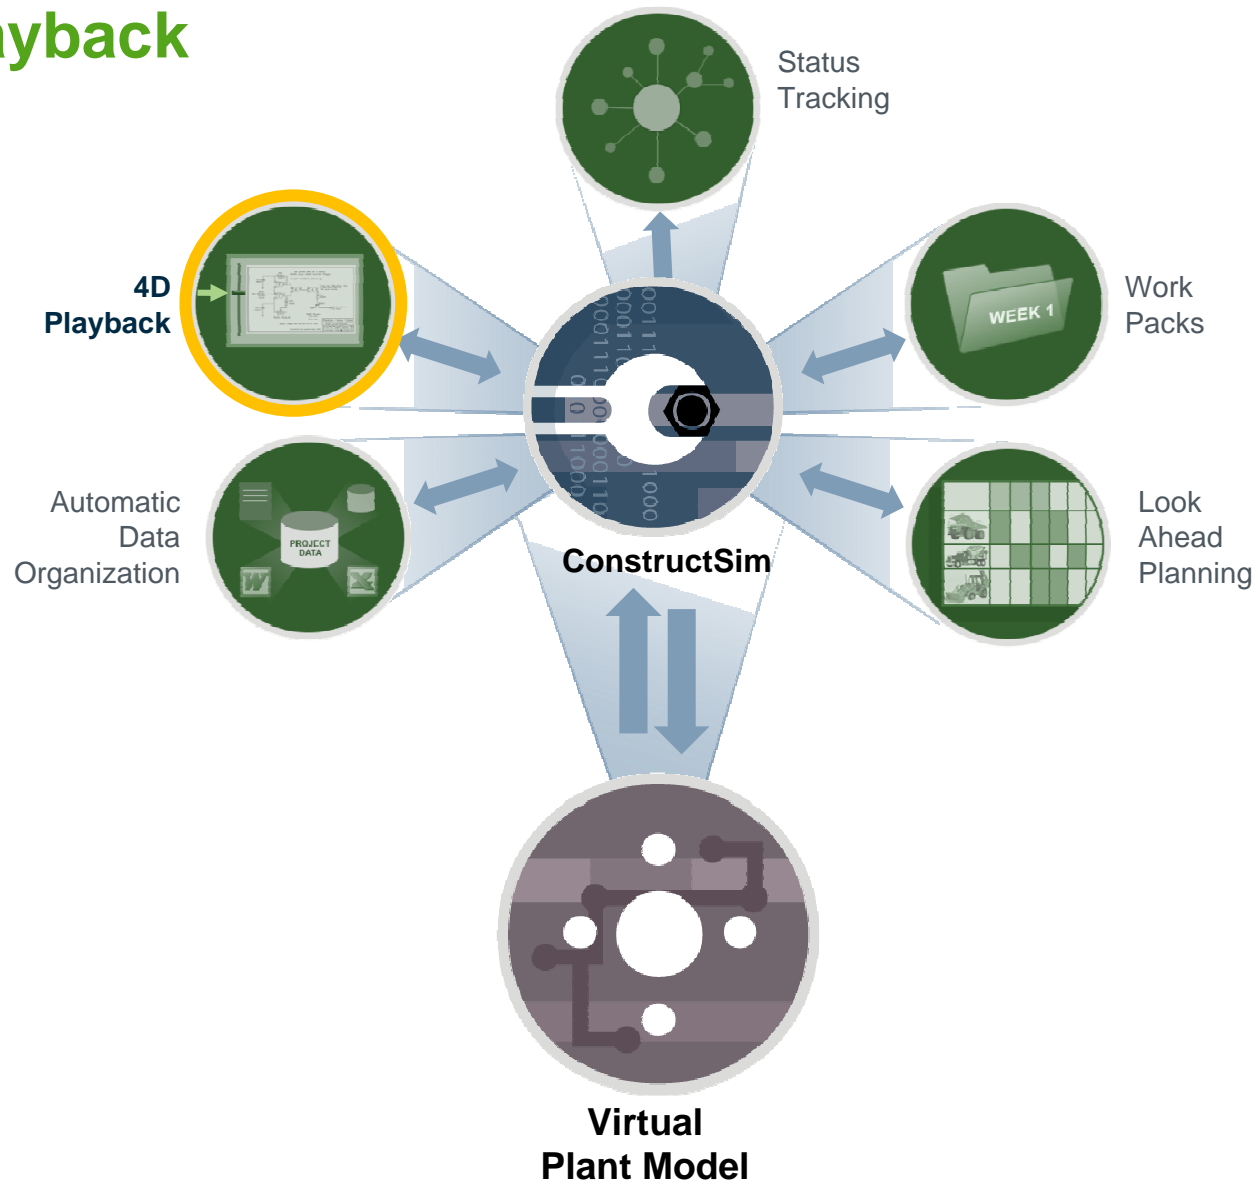 ayback
Status
Tracking
4D
Playback
WEEK 1
Work
Packs
Automatic
Data
Organization
PROJECT
DATA
W
X
ConstructSim
Look
Ahead
Planning
Virtual
Plant Model